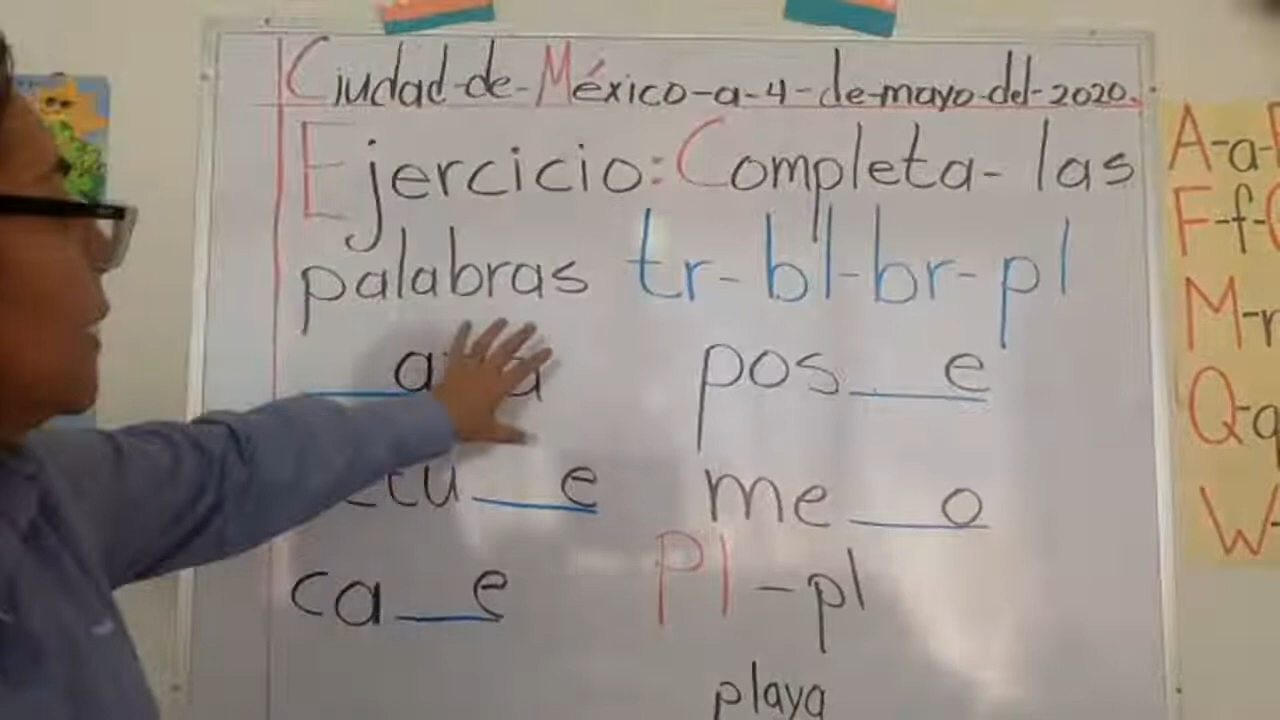 Ciudad-de-México-a-4-de-mayo-del-2020.
Ejercicio: Completa-las
palabras tr-bl-br-pl
pos__e
__e me__o
ca__e Pl-pl
playa
A-a-
F-f-
M-
Q-q
W-